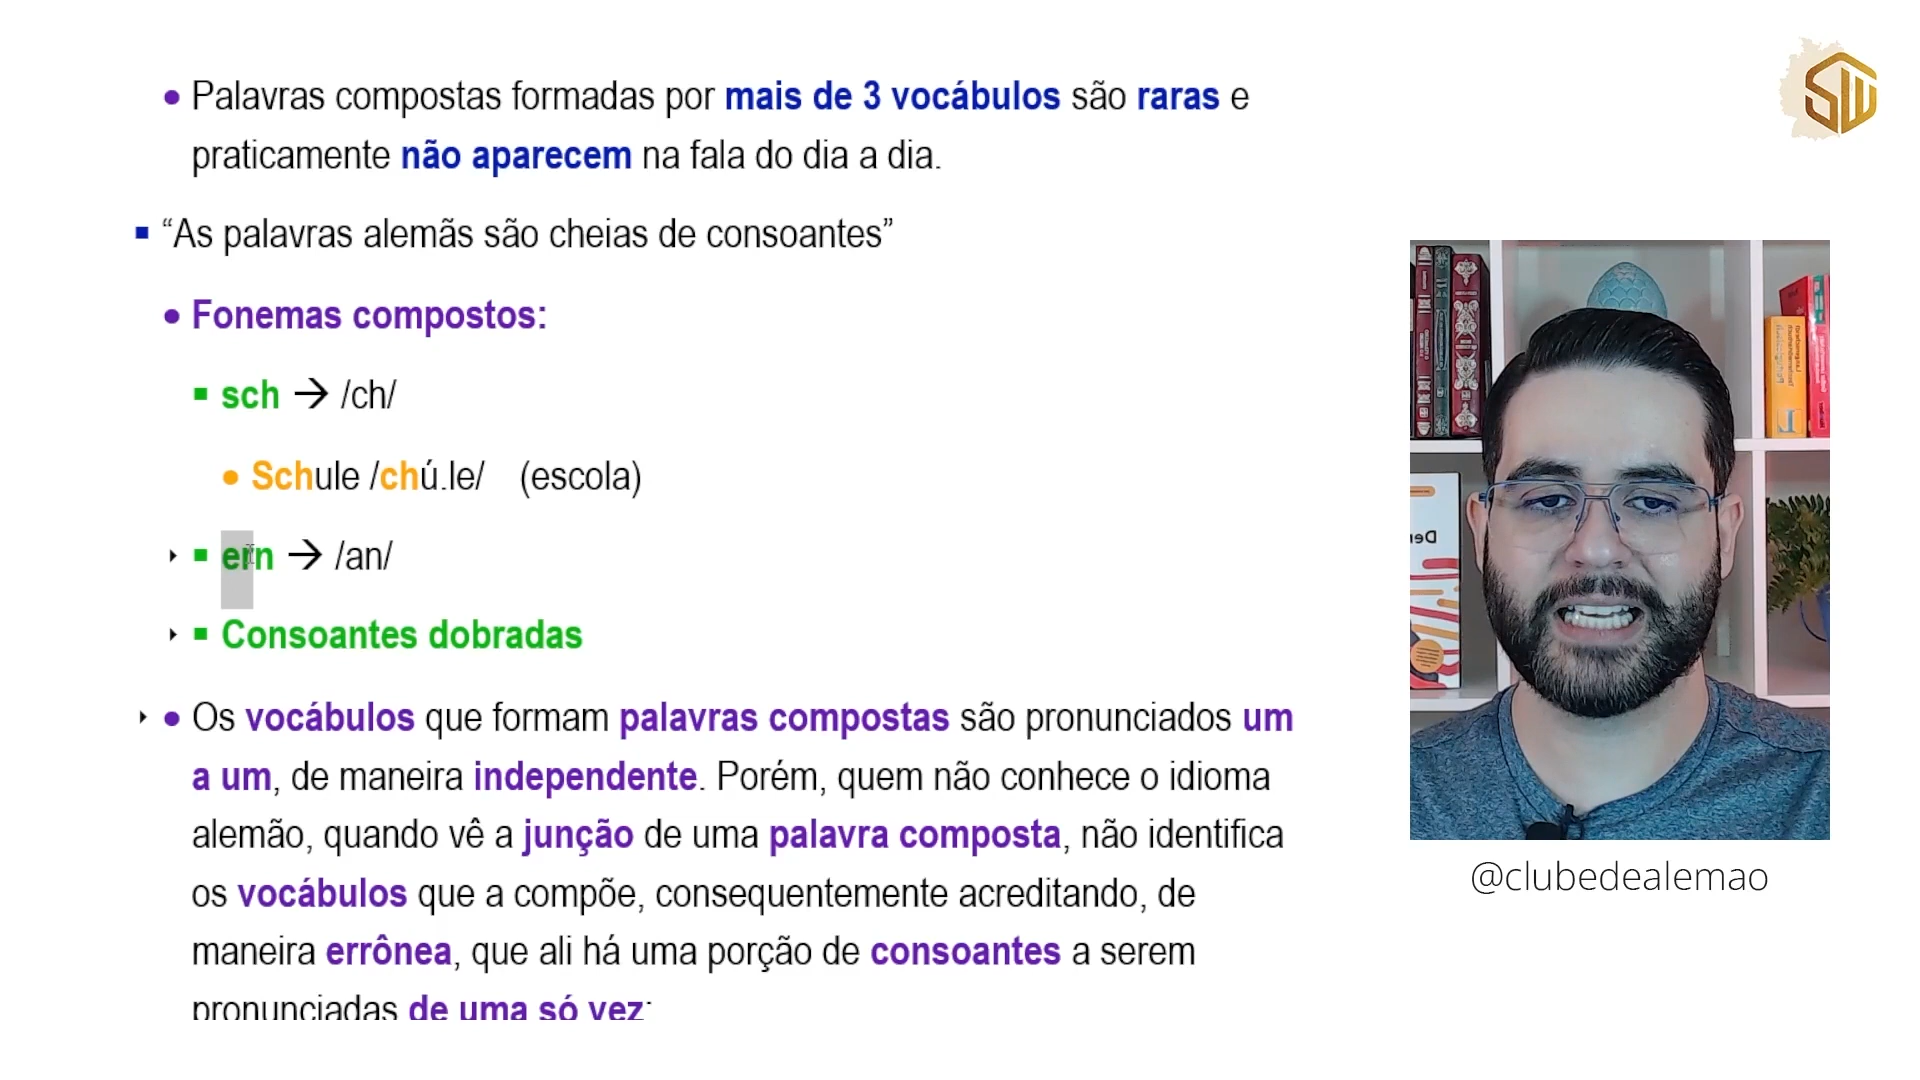 • Palavras compostas formadas por mais de 3 vocábulos são raras e
praticamente não aparecem na fala do dia a dia.
▪ “As palavras alemãs são cheias de consoantes”
• Fonemas compostos:
▪ sch → /ch/
• Schule /chú.le/ (escola)
▪ ern → /an/
▪ Consoantes dobradas
• Os vocábulos que formam palavras compostas são pronunciados um
a um, de maneira independente. Porém, quem não conhece o idioma
alemão, quando vê a junção de uma palavra composta, não identifica
os vocábulos que a compõe, consequentemente acreditando, de
maneira errônea, que ali há uma porção de consoantes a serem
pronunciadas de uma só vez:
@clubedealemao